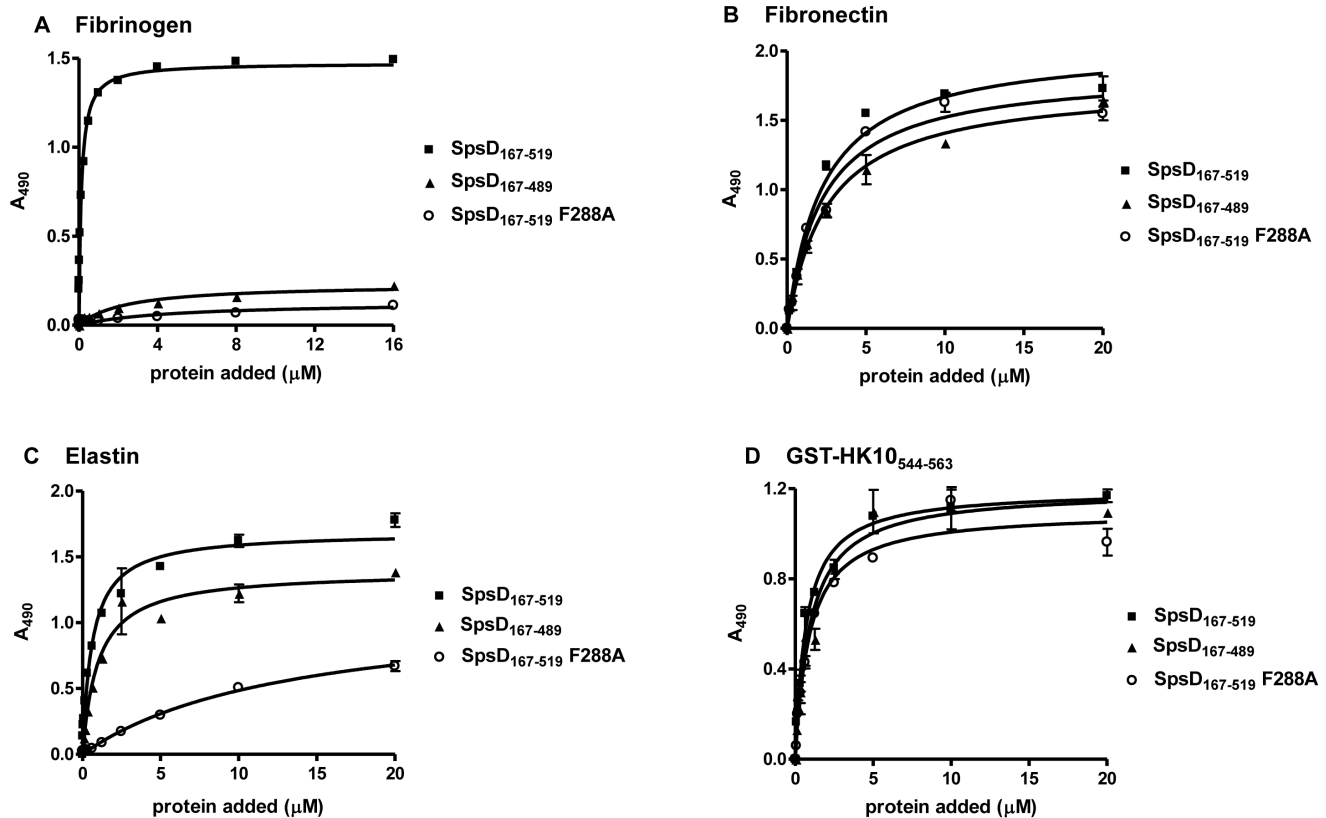 A Fibrinogen
1.5
1.0
0.5
0.0
A490
0 4 8 12 16
protein added (μM)
SpsD167-519
SpsD167-489
SpsD167-519 F288A
B Fibronectin
2.0
1.5
1.0
0.5
0.0
A490
0 5 10 15 20
protein added (μM)
SpsD167-519
SpsD167-489
SpsD167-519 F288A
C Elastin
2.0
1.5
1.0
0.5
0.0
A490
0 5 10 15 20
protein added (μM)
SpsD167-519
SpsD167-489
SpsD167-519 F288A
D GST-HK10544-563
1.2
0.8
0.4
0.0
A490
0 5 10 15 20
protein added (μM)
SpsD167-519
SpsD167-489
SpsD167-519 F288A